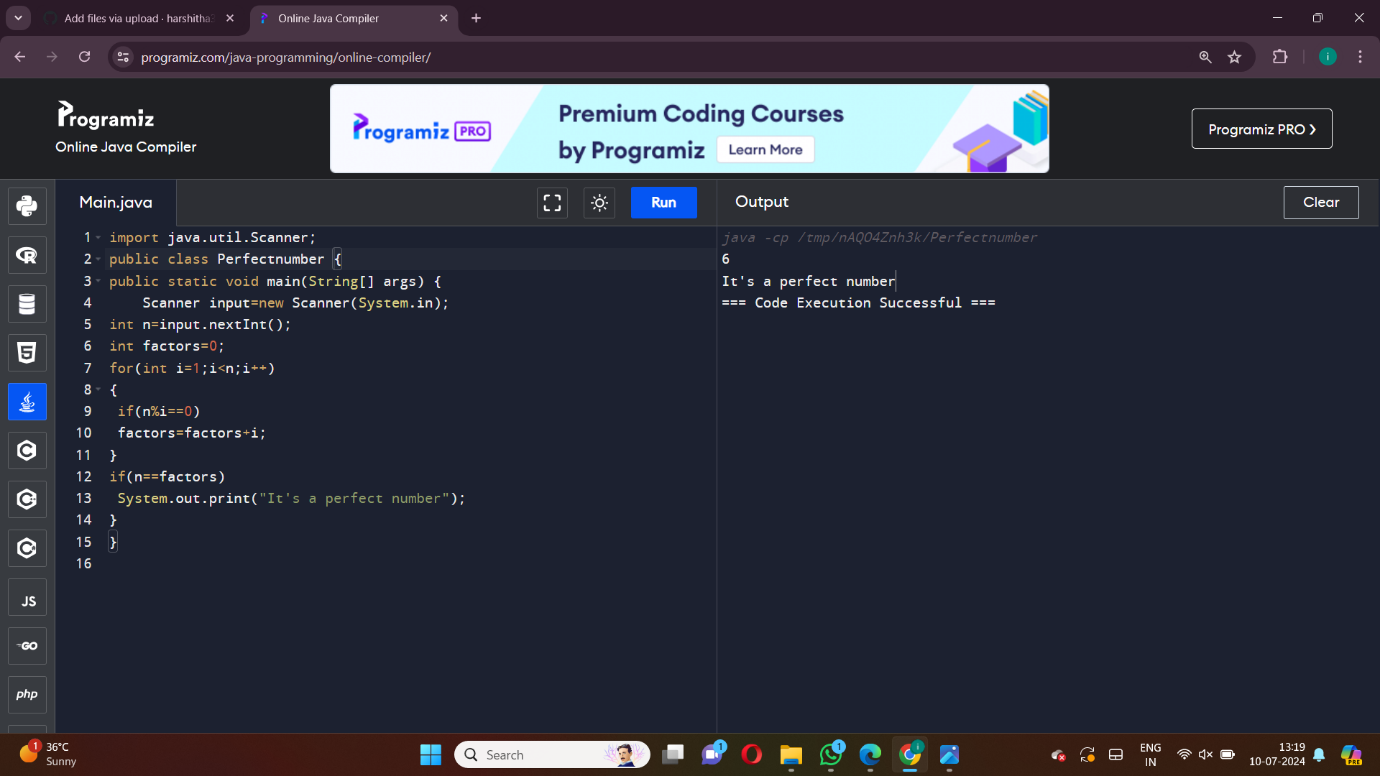 Add files via upload · harshitha
Online Java Compiler
programiz.com/java-programming/online-compiler/
i
Programiz
Online Java Compiler
Programiz PRO
Premium Coding Courses
by Programiz Learn More
Programiz PRO
Main.java
Run
Output
Clear
1 import java.util.Scanner;
2 public class Perfectnumber {
3 public static void main(String[] args) {
4 Scanner input=new Scanner(System.in);
5 int n=input.nextInt();
6 int factors=0;
7 for(int i=1;i<n;i++)
8 {
9 if(n%i==0)
10 factors=factors+i;
11 }
12 if(n==factors)
13 System.out.print("It's a perfect number");
14 }
15 }
16
java -cp /tmp/nAQO4Znh3k/Perfectnumber
6
It's a perfect number
=== Code Execution Successful ===
R
5
C
C
C
JS
GO
php
1
36°C
Sunny
Search
1
1
i
ENG
IN
13:19
10-07-2024
PRE